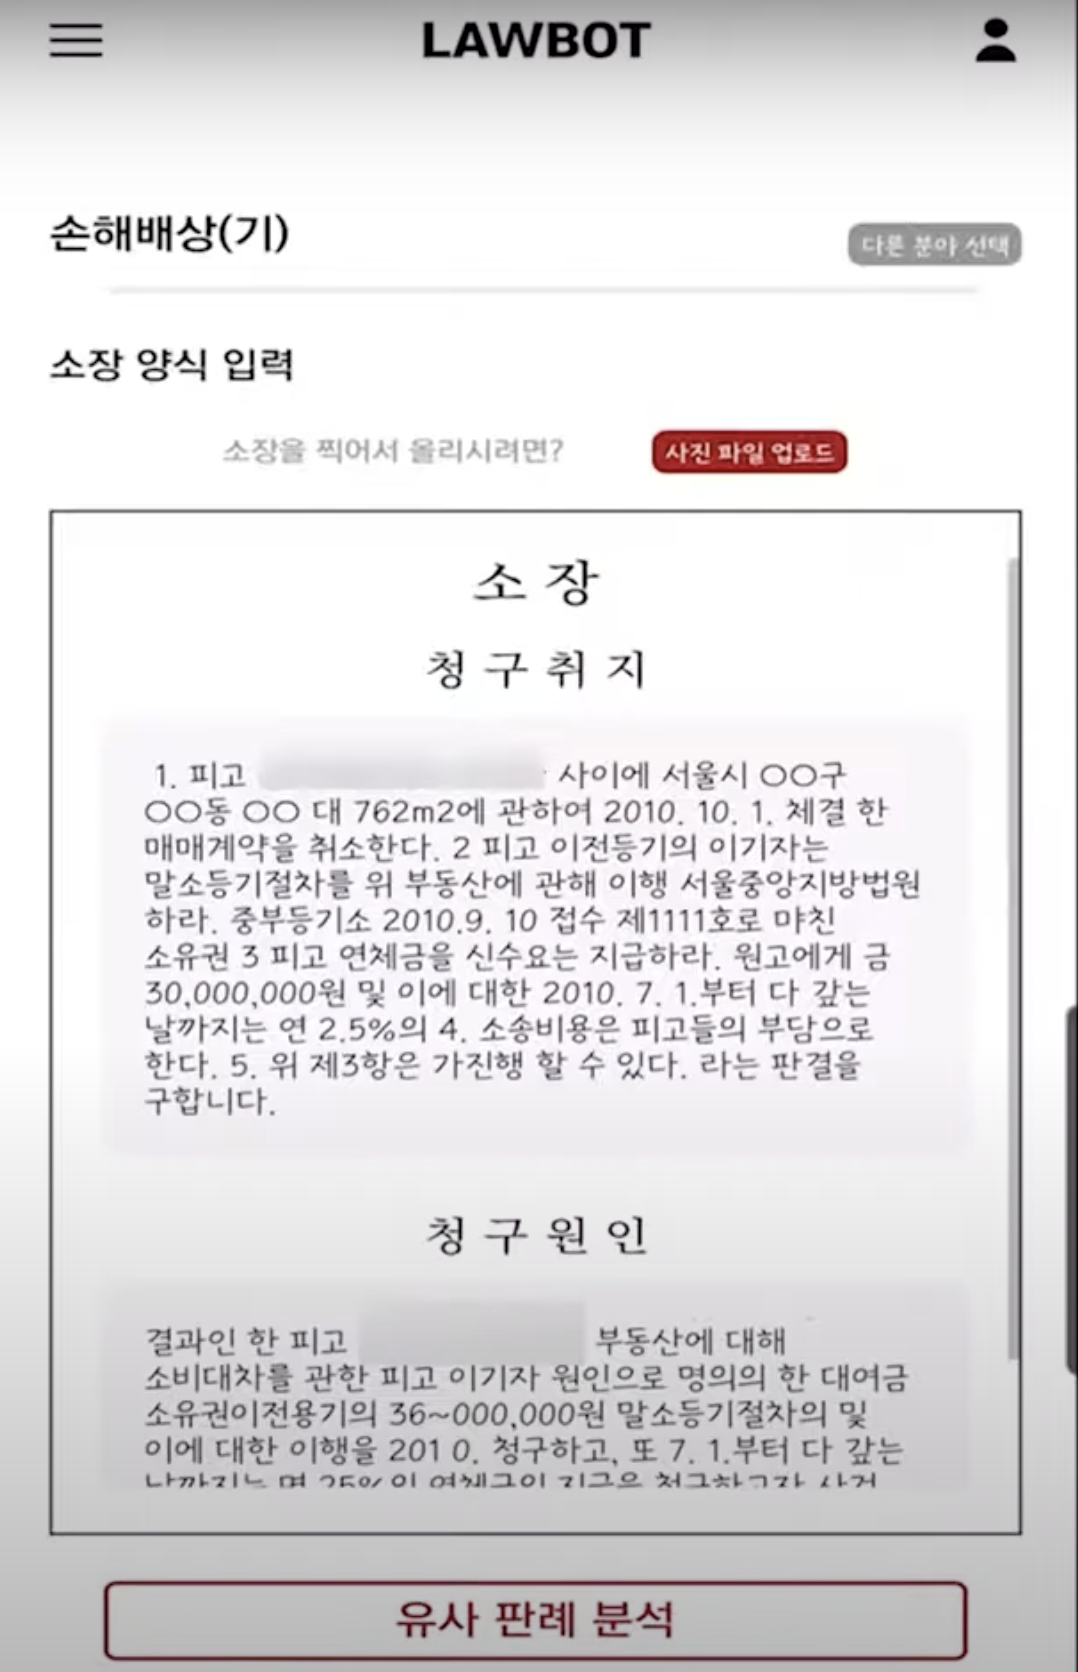 LAWBOT
손해배상(기)
다른 분야 선택
소장 양식 입력
소장을 찍어서 올리시려면?
사진 파일 업로드
소 장
청 구 취 지
1. 피고 사이에 서울시 〇〇구
〇〇동 〇〇 대 762m2에 관하여 2010. 10. 1. 체결 한
매매계약을 취소한다. 2 피고 이전등기의 이기자는
말소등기절차를 위 부동산에 관해 이행 서울중앙지방법원
하라. 중부등기소 2010.9. 10 접수 제1111호로 먀친
소유권 3 피고 연체금을 신수요는 지급하라. 원고에게 금
30,000,000원 및 이에 대한 2010. 7. 1.부터 다 갚는
날까지는 연 2.5%의 4. 소송비용은 피고들의 부담으로
한다. 5. 위 제3항은 가진행 할 수 있다. 라는 판결을
구합니다.
청 구 원 인
결과인 한 피고 부동산에 대해
소비대차를 관한 피고 이기자 원인으로 명의의 한 대여금
소유권이전용기의 36~000,000원 말소등기절차의 및
이에 대한 이행을 201 0. 청구하고, 또 7. 1.부터 다 갚는
유사 판례 분석